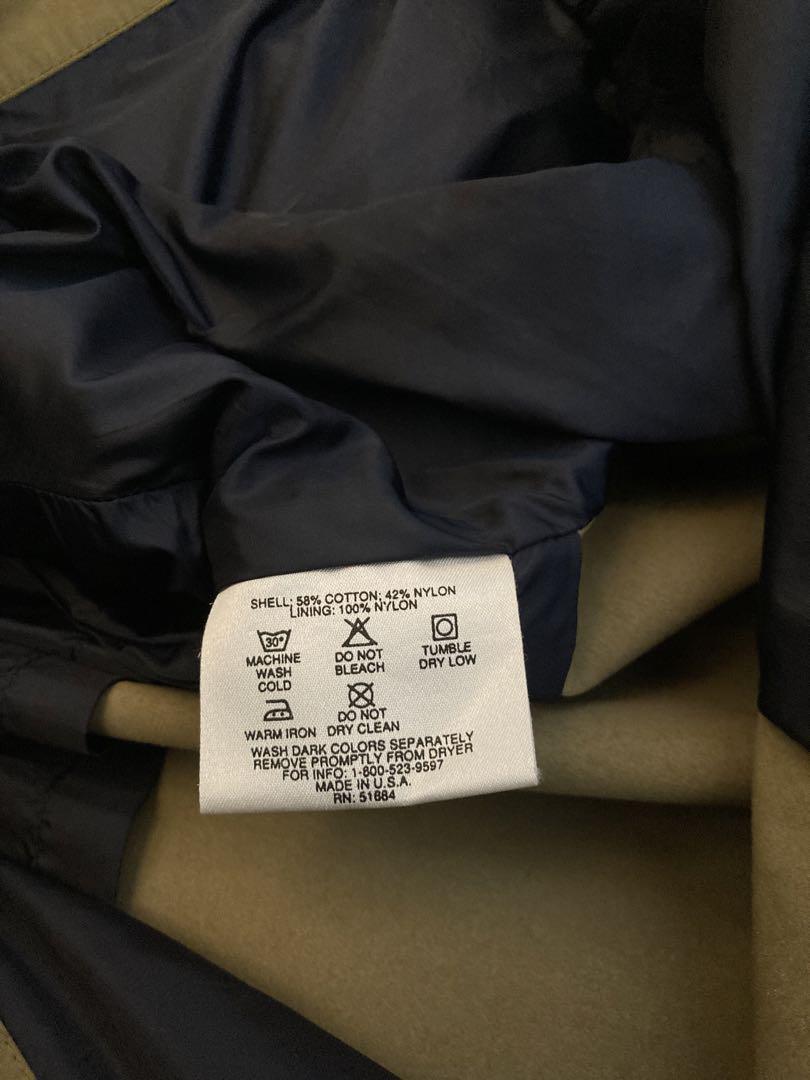 SHELL: 58% COTTON; 42% NYLON
LINING: 100% NYLON
30°
MACHINE WASH COLD
DO NOT BLEACH
TUMBLE DRY LOW
WARM IRON
DO NOT DRY CLEAN
WASH DARK COLORS SEPARATELY
REMOVE PROMPTLY FROM DRYER
FOR INFO: 1-800-523-9597
MADE IN U.S.A.
RN: 51884